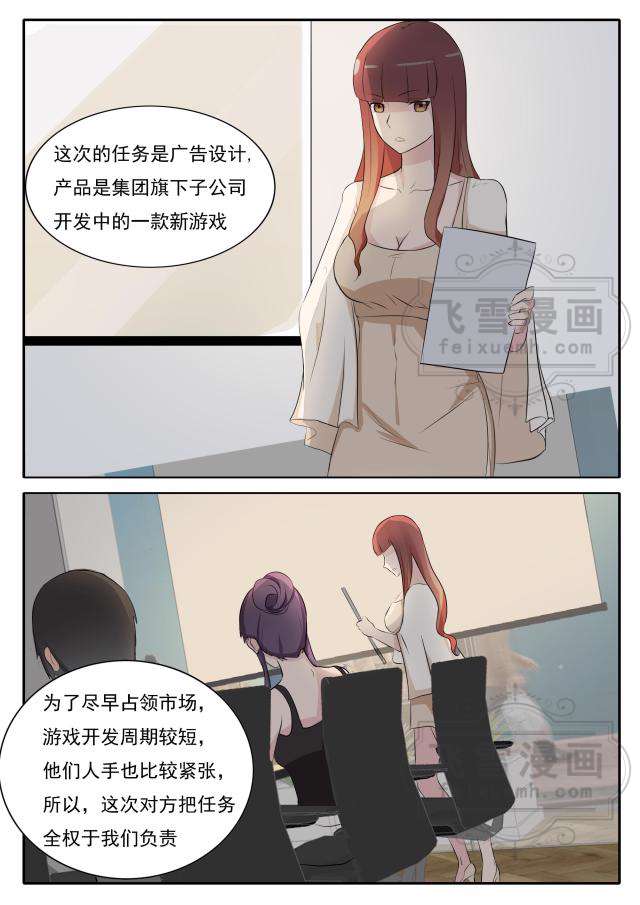 这次的任务是广告设计,
产品是集团旗下子公司
开发中的一款新游戏
飞雪漫画
feixuemh.com
为了尽早占领市场,
游戏开发周期较短,
他们人手也比较紧张,
所以，这次对方把任务
全权于我们负责
飞雪漫画
feixuemh.com